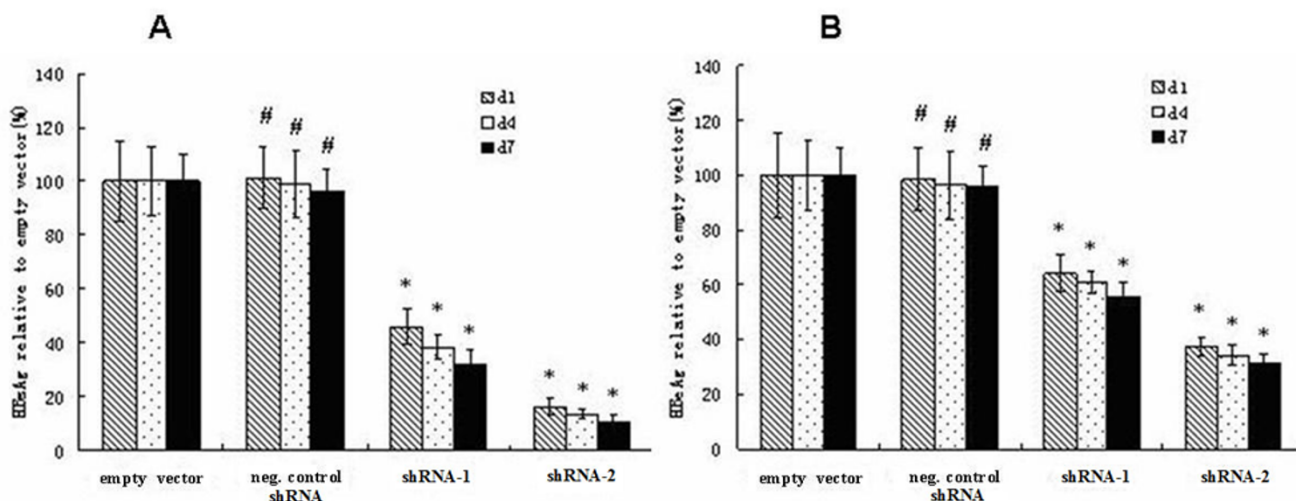 A
relative to empty vector(%)
140
120
100
80
60
40
20
0
d1
d4
d7
# # #
* * *
* * *
empty vector
neg. control
shRNA
shRNA-1
shRNA-2
B
relative to empty vector(%)
140
120
100
80
60
40
20
0
d1
d4
d7
# # #
* * *
* * *
empty vector
neg. control
shRNA
shRNA-1
shRNA-2